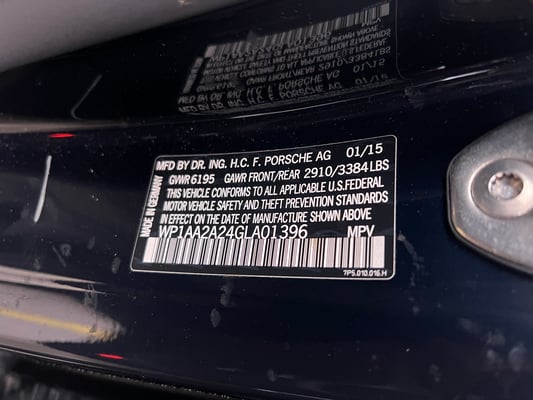 MFD BY DR. ING. H.C. F. PORSCHE AG 01/15
GVWR 6195 GAWR FRONT/REAR 2910/3384LBS
THIS VEHICLE CONFORMS TO ALL APPLICABLE U.S.FEDERAL
MOTOR VEHICLE SAFETY AND THEFT PREVENTION STANDARDS
IN EFFECT ON THE DATE OF MANUFACTURE SHOWN ABOVE.
WP1AA2A24GLA01396 MPV
MADE IN GERMANY
7P5.010.016.H